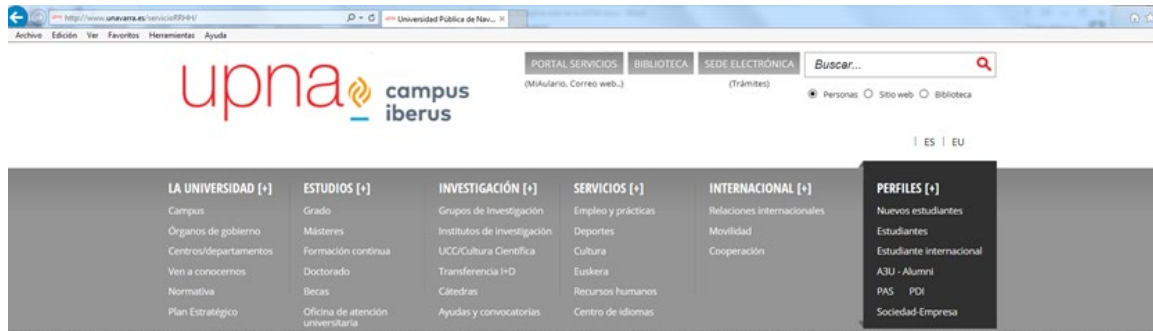 http://www.unavarra.es/servicioRRHH/
Universidad Pública de Nav...
Archivo Edición Ver Favoritos Herramientas Ayuda
upna campus iberus
PORTAL SERVICIOS BIBLIOTECA SEDE ELECTRÓNICA Buscar...
(MiAulario, Correo web..) (Trámites) Personas Sitio web Biblioteca
| ES | EU
LA UNIVERSIDAD [+]
Campus
Órganos de gobierno
Centros/departamentos
Ven a conocernos
Normativa
Plan Estratégico
ESTUDIOS [+]
Grado
Másteres
Formación continua
Doctorado
Becas
Oficina de atención
universitaria
INVESTIGACIÓN [+]
Grupos de Investigación
Institutos de investigación
UCC/Cultura Científica
Transferencia I+D
Cátedras
Ayudas y convocatorias
SERVICIOS [+]
Empleo y prácticas
Deportes
Cultura
Euskera
Recursos humanos
Centro de idiomas
INTERNACIONAL [+]
Relaciones internacionales
Movilidad
Cooperación
PERFILES [+]
Nuevos estudiantes
Estudiantes
Estudiante internacional
A3U - Alumni
PAS PDI
Sociedad-Empresa